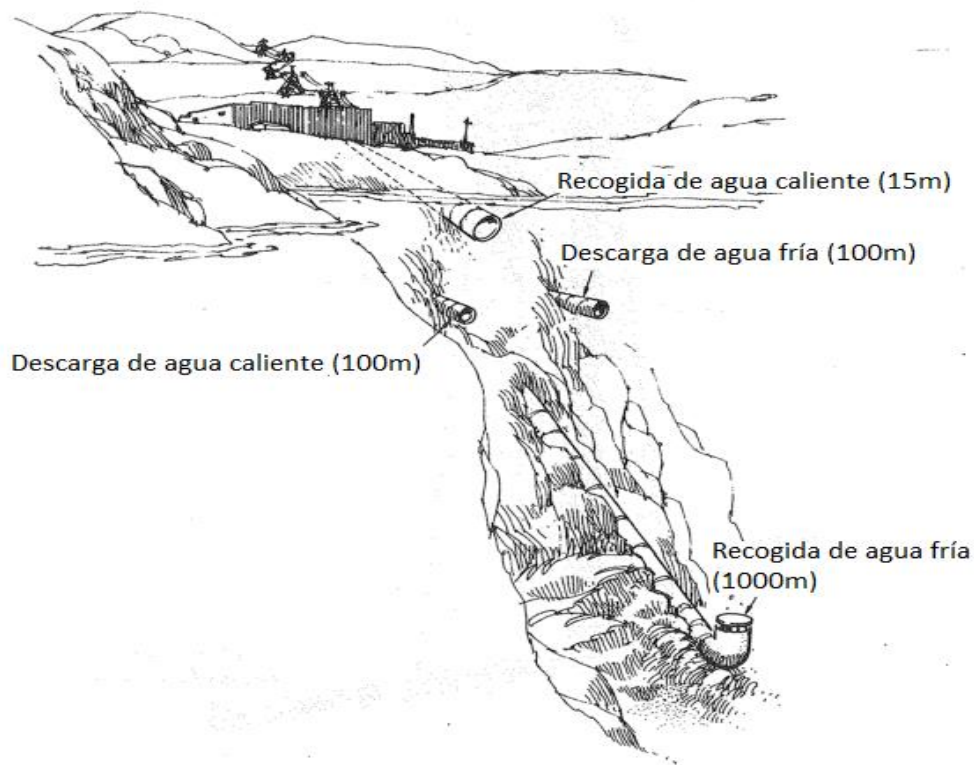 Recogida de agua caliente (15m)
Descarga de agua fría (100m)
Descarga de agua caliente (100m)
Recogida de agua fría
(1000m)